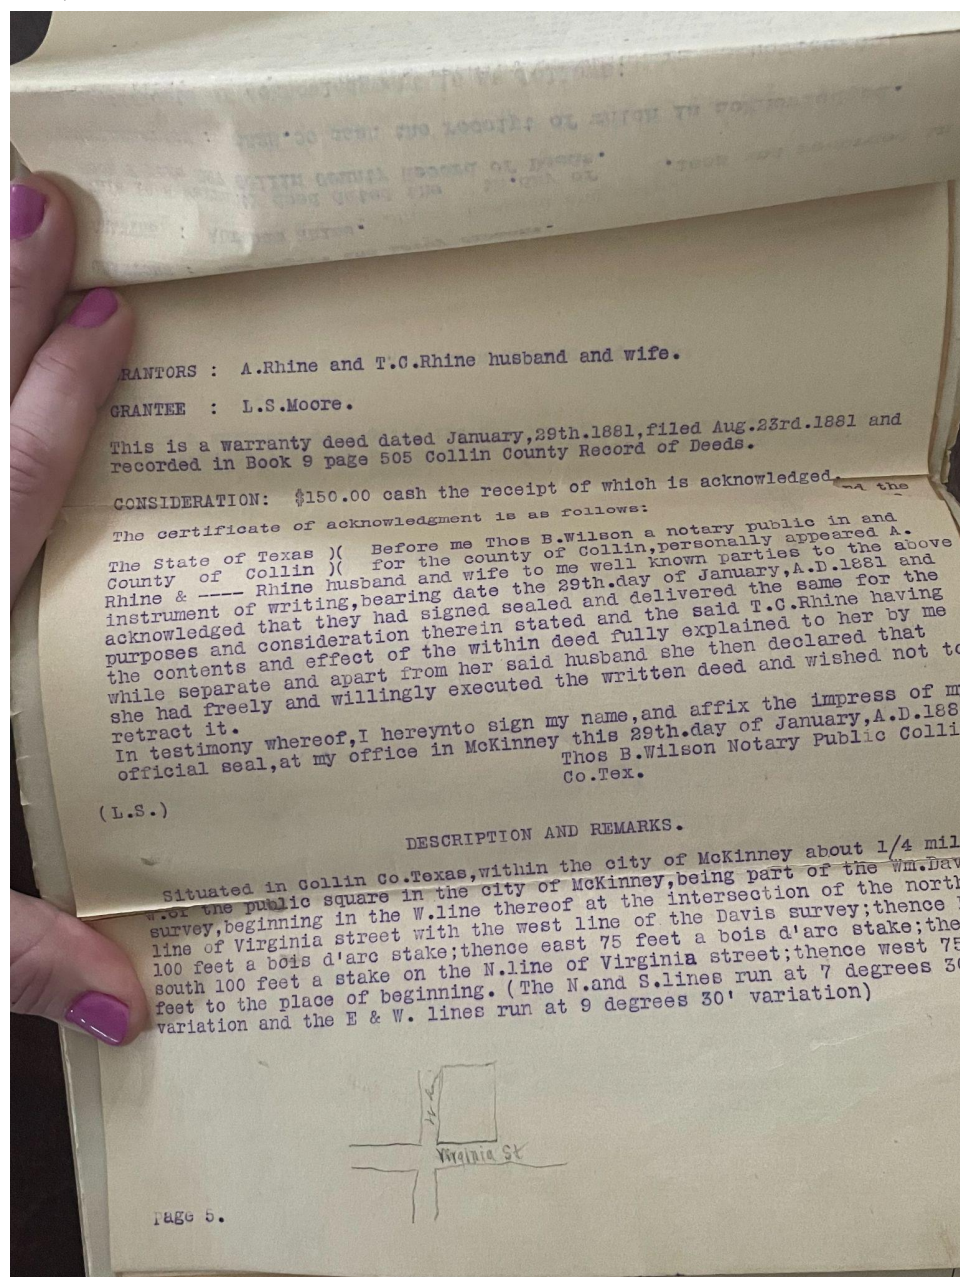 RANTORS : A.Rhine and T.C.Rhine husband and wife.
GRANTEE : L.S.Moore.
This is a warranty deed dated January,29th.1881,filed Aug.23rd.1881 and
recorded in Book 9 page 505 Collin County Record of Deeds.
CONSIDERATION: $150.00 cash the receipt of which is acknowledged.
nd the
The certificate of acknowledgment is as follows:
The State of Texas )( Before me Thos B.Wilson a notary public in and
County of Collin )( for the county of Collin,personally appeared A.
Rhine & ---- Rhine husband and wife to me well known parties to the above
instrument of writing,bearing date the 29th.day of January,A.D.1881 and
acknowledged that they had signed sealed and delivered the same for the
purposes and consideration therein stated and the said T.C.Rhine having
the contents and effect of the within deed fully explained to her by me
while separate and apart from her said husband she then declared that
she had freely and willingly executed the written deed and wished not to
retract it.
In testimony whereof,I hereynto sign my name,and affix the impress of m
official seal,at my office in McKinney this 29th.day of January,A.D.188
Thos B.Wilson Notary Public Colli
Co.Tex.
(L.S.)
DESCRIPTION AND REMARKS.
Situated in Collin Co.Texas,within the city of McKinney about 1/4 mil
w.of the public square in the city of McKinney,being part of the Wm.Dav
survey,beginning in the W.line thereof at the intersection of the north
line of Virginia street with the west line of the Davis survey;thence
100 feet a bois d'arc stake;thence east 75 feet a bois d'arc stake;the
south 100 feet a stake on the N.line of Virginia street;thence west 75
feet to the place of beginning.(The N.and S.lines run at 7 degrees 30
variation and the E & W. lines run at 9 degrees 30' variation)
Virginia St
Page 5.